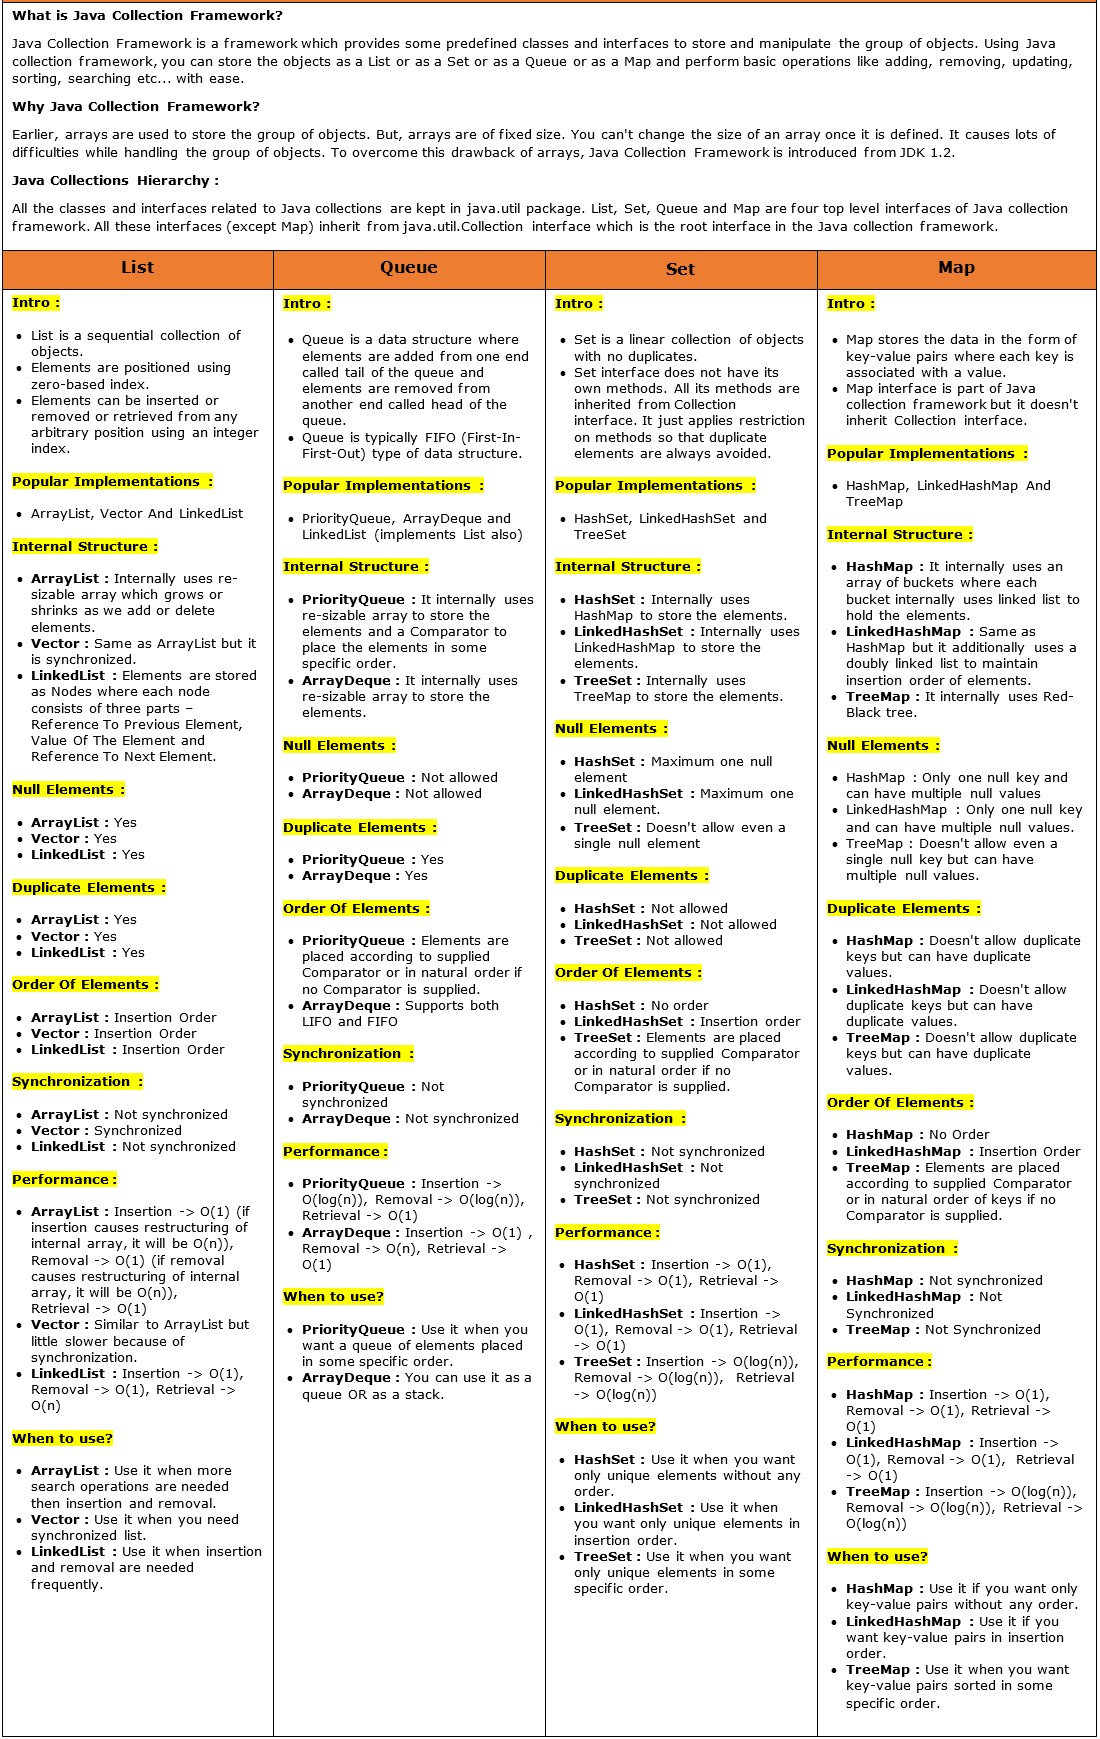 What is Java Collection Framework?
Java Collection Framework is a framework which provides some predefined classes and interfaces to store and manipulate the group of objects. Using Java
collection framework, you can store the objects as a List or as a Set or as a Queue or as a Map and perform basic operations like adding, removing, updating,
sorting, searching etc... with ease.
Why Java Collection Framework?
Earlier, arrays are used to store the group of objects. But, arrays are of fixed size. You can't change the size of an array once it is defined. It causes lots of
difficulties while handling the group of objects. To overcome this drawback of arrays, Java Collection Framework is introduced from JDK 1.2.
Java Collections Hierarchy :
All the classes and interfaces related to Java collections are kept in java.util package. List, Set, Queue and Map are four top level interfaces of Java collection
framework. All these interfaces (except Map) inherit from java.util.Collection interface which is the root interface in the Java collection framework.
List
Intro :
• List is a sequential collection of
objects.
• Elements are positioned using
zero-based index.
• Elements can be inserted or
removed or retrieved from any
arbitrary position using an integer
index.
Popular Implementations :
• ArrayList, Vector And LinkedList
Internal Structure :
• ArrayList : Internally uses re-
sizable array which grows or
shrinks as we add or delete
elements.
• Vector : Same as ArrayList but it
is synchronized.
• LinkedList : Elements are stored
as Nodes where each node
consists of three parts –
Reference To Previous Element,
Value Of The Element and
Reference To Next Element.
Null Elements :
• ArrayList : Yes
• Vector : Yes
• LinkedList : Yes
Duplicate Elements :
• ArrayList : Yes
• Vector : Yes
• LinkedList : Yes
Order Of Elements :
• ArrayList : Insertion Order
• Vector : Insertion Order
• LinkedList : Insertion Order
Synchronization :
• ArrayList : Not synchronized
• Vector : Synchronized
• LinkedList : Not synchronized
Performance :
• ArrayList : Insertion -> O(1) (if
insertion causes restructuring of
internal array, it will be O(n)),
Removal -> O(1) (if removal
causes restructuring of internal
array, it will be O(n)),
Retrieval -> O(1)
• Vector : Similar to ArrayList but
little slower because of
synchronization.
• LinkedList : Insertion -> O(1),
Removal -> O(1), Retrieval ->
O(n)
When to use?
• ArrayList : Use it when more
search operations are needed
then insertion and removal.
• Vector : Use it when you need
synchronized list.
• LinkedList : Use it when insertion
and removal are needed
frequently.
Queue
Intro :
• Queue is a data structure where
elements are added from one end
called tail of the queue and
elements are removed from
another end called head of the
queue.
• Queue is typically FIFO (First-In-
First-Out) type of data structure.
Popular Implementations :
• PriorityQueue, ArrayDeque and
LinkedList (implements List also)
Internal Structure :
• PriorityQueue : It internally uses
re-sizable array to store the
elements and a Comparator to
place the elements in some
specific order.
• ArrayDeque : It internally uses
re-sizable array to store the
elements.
Null Elements :
• PriorityQueue : Not allowed
• ArrayDeque : Not allowed
Duplicate Elements :
• PriorityQueue : Yes
• ArrayDeque : Yes
Order Of Elements :
• PriorityQueue : Elements are
placed according to supplied
Comparator or in natural order if
no Comparator is supplied.
• ArrayDeque : Supports both
LIFO and FIFO
Synchronization :
• PriorityQueue : Not
synchronized
• ArrayDeque : Not synchronized
Performance :
• PriorityQueue : Insertion ->
O(log(n)), Removal -> O(log(n)),
Retrieval -> O(1)
• ArrayDeque : Insertion -> O(1) ,
Removal -> O(n), Retrieval ->
O(1)
When to use?
• PriorityQueue : Use it when you
want a queue of elements placed
in some specific order.
• ArrayDeque : You can use it as a
queue OR as a stack.
Set
Intro :
• Set is a linear collection of objects
with no duplicates.
• Set interface does not have its
own methods. All its methods are
inherited from Collection
interface. It just applies restriction
on methods so that duplicate
elements are always avoided.
Popular Implementations :
• HashSet, LinkedHashSet and
TreeSet
Internal Structure :
• HashSet : Internally uses
HashMap to store the elements.
• LinkedHashSet : Internally uses
LinkedHashMap to store the
elements.
• TreeSet : Internally uses
TreeMap to store the elements.
Null Elements :
• HashSet : Maximum one null
element
• LinkedHashSet : Maximum one
null element.
• TreeSet : Doesn't allow even a
single null element
Duplicate Elements :
• HashSet : Not allowed
• LinkedHashSet : Not allowed
• TreeSet : Not allowed
Order Of Elements :
• HashSet : No order
• LinkedHashSet : Insertion order
• TreeSet : Elements are placed
according to supplied Comparator
or in natural order if no
Comparator is supplied.
Synchronization :
• HashSet : Not synchronized
• LinkedHashSet : Not
synchronized
• TreeSet : Not synchronized
Performance :
• HashSet : Insertion -> O(1),
Removal -> O(1), Retrieval ->
O(1)
• LinkedHashSet : Insertion ->
O(1), Removal -> O(1), Retrieval
-> O(1)
• TreeSet : Insertion -> O(log(n)),
Removal -> O(log(n)), Retrieval
-> O(log(n))
When to use?
• HashSet : Use it when you want
only unique elements without any
order.
• LinkedHashSet : Use it when
you want only unique elements in
insertion order.
• TreeSet : Use it when you want
only unique elements in some
specific order.
Map
Intro :
• Map stores the data in the form of
key-value pairs where each key is
associated with a value.
• Map interface is part of Java
collection framework but it doesn't
inherit Collection interface.
Popular Implementations :
• HashMap, LinkedHashMap And
TreeMap
Internal Structure :
• HashMap : It internally uses an
array of buckets where each
bucket internally uses linked list to
hold the elements.
• LinkedHashMap : Same as
HashMap but it additionally uses a
doubly linked list to maintain
insertion order of elements.
• TreeMap : It internally uses Red-
Black tree.
Null Elements :
• HashMap : Only one null key and
can have multiple null values
• LinkedHashMap : Only one null key
and can have multiple null values.
• TreeMap : Doesn't allow even a
single null key but can have
multiple null values.
Duplicate Elements :
• HashMap : Doesn't allow duplicate
keys but can have duplicate
values.
• LinkedHashMap : Doesn't allow
duplicate keys but can have
duplicate values.
• TreeMap : Doesn't allow duplicate
keys but can have duplicate
values.
Order Of Elements :
• HashMap : No Order
• LinkedHashMap : Insertion Order
• TreeMap : Elements are placed
according to supplied Comparator
or in natural order of keys if no
Comparator is supplied.
Synchronization :
• HashMap : Not synchronized
• LinkedHashMap : Not
Synchronized
• TreeMap : Not Synchronized
Performance :
• HashMap : Insertion -> O(1),
Removal -> O(1), Retrieval ->
O(1)
• LinkedHashMap : Insertion ->
O(1), Removal -> O(1), Retrieval
-> O(1)
• TreeMap : Insertion -> O(log(n)),
Removal -> O(log(n)), Retrieval ->
O(log(n))
When to use?
• HashMap : Use it if you want only
key-value pairs without any order.
• LinkedHashMap : Use it if you
want key-value pairs in insertion
order.
• TreeMap : Use it when you want
key-value pairs sorted in some
specific order.